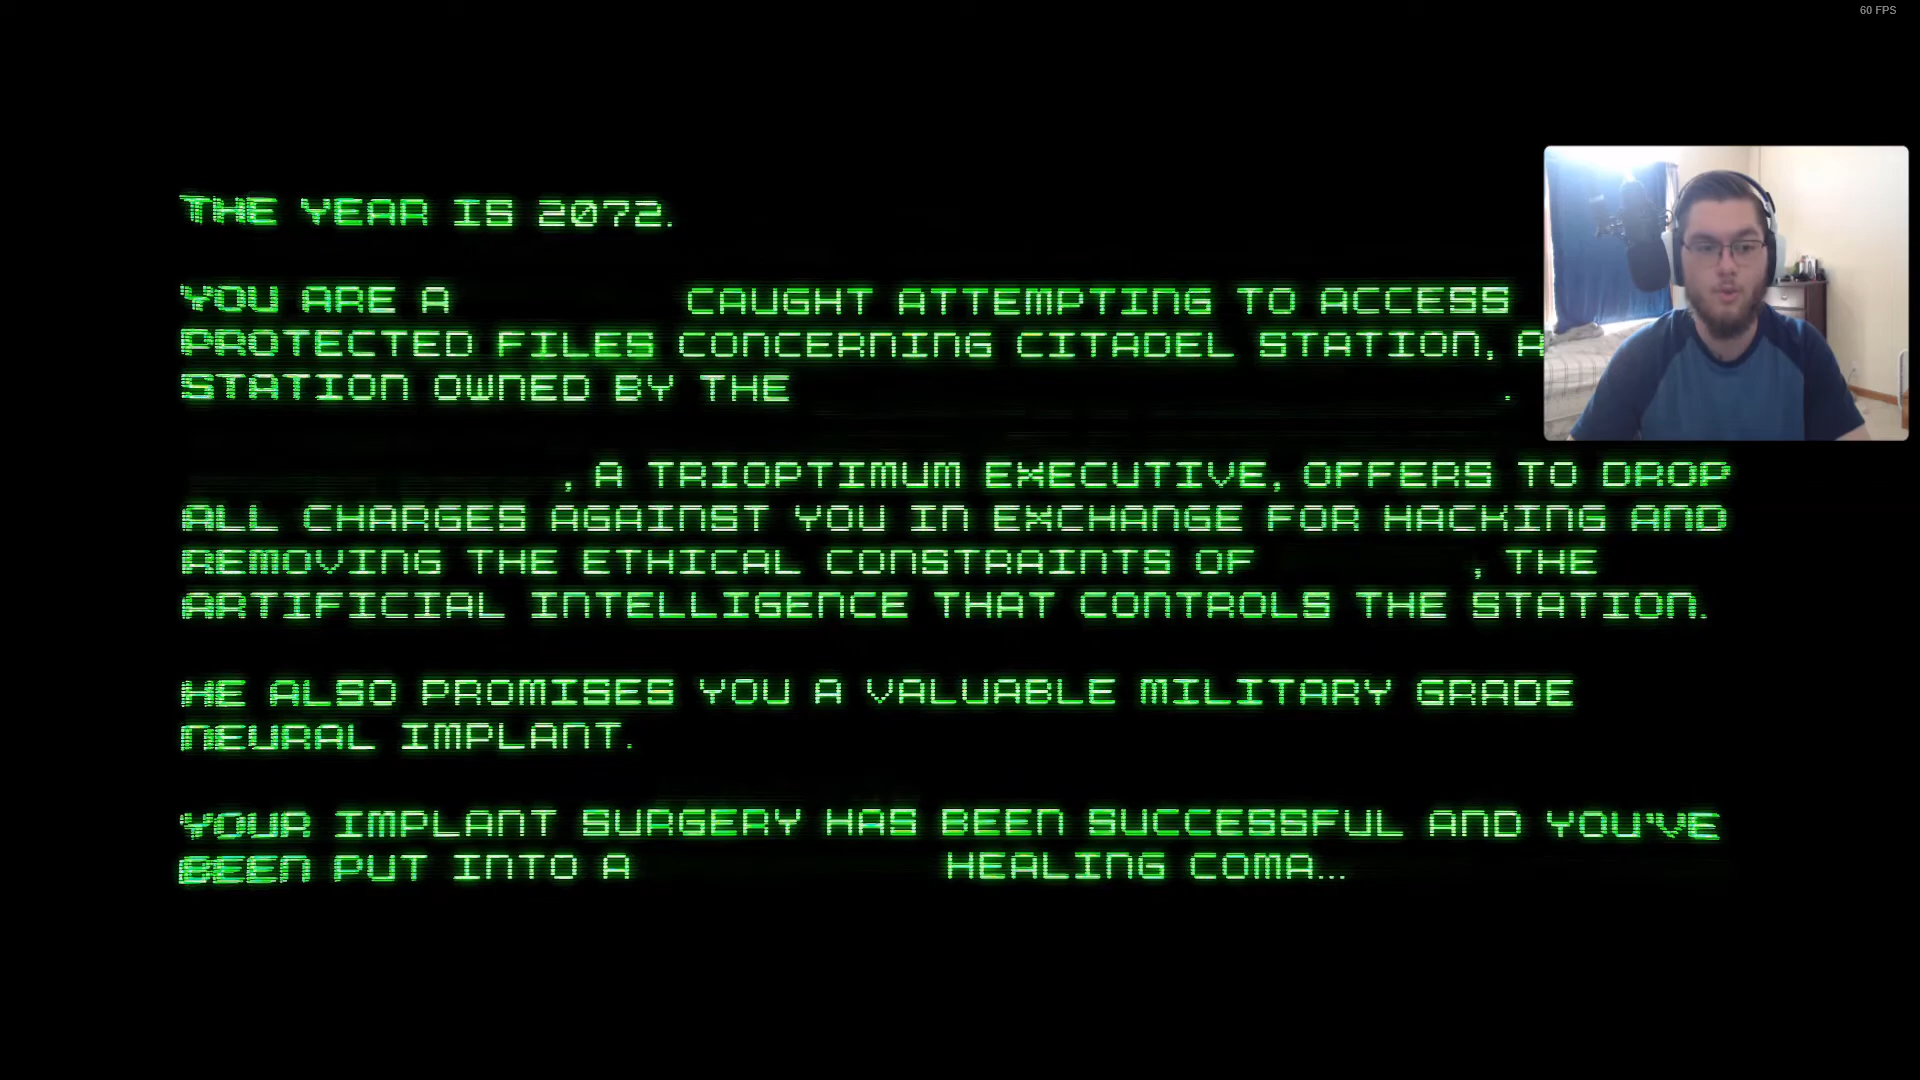 60 FPS
THE YEAR IS 2072.
YOU ARE A CAUGHT ATTEMPTING TO ACCESS
PROTECTED FILES CONCERNING CITADEL STATION, A
STATION OWNED BY THE .
, A TRIOPTIMUM EXECUTIVE, OFFERS TO DROP
ALL CHARGES AGAINST YOU IN EXCHANGE FOR HACKING AND
REMOVING THE ETHICAL CONSTRAINTS OF , THE
ARTIFICIAL INTELLIGENCE THAT CONTROLS THE STATION.
HE ALSO PROMISES YOU A VALUABLE MILITARY GRADE
NEURAL IMPLANT.
YOUR IMPLANT SURGERY HAS BEEN SUCCESSFUL AND YOU'VE
BEEN PUT INTO A HEALING COMA...